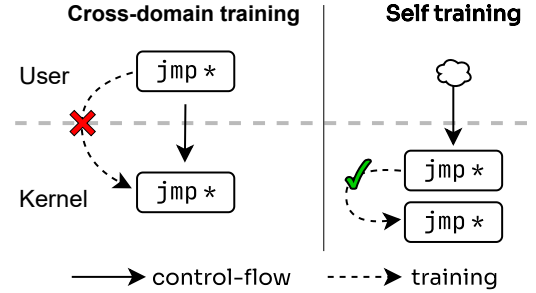 Cross-domain training
Self training
User
jmp *
Kernel
jmp *
jmp *
jmp *
control-flow
training